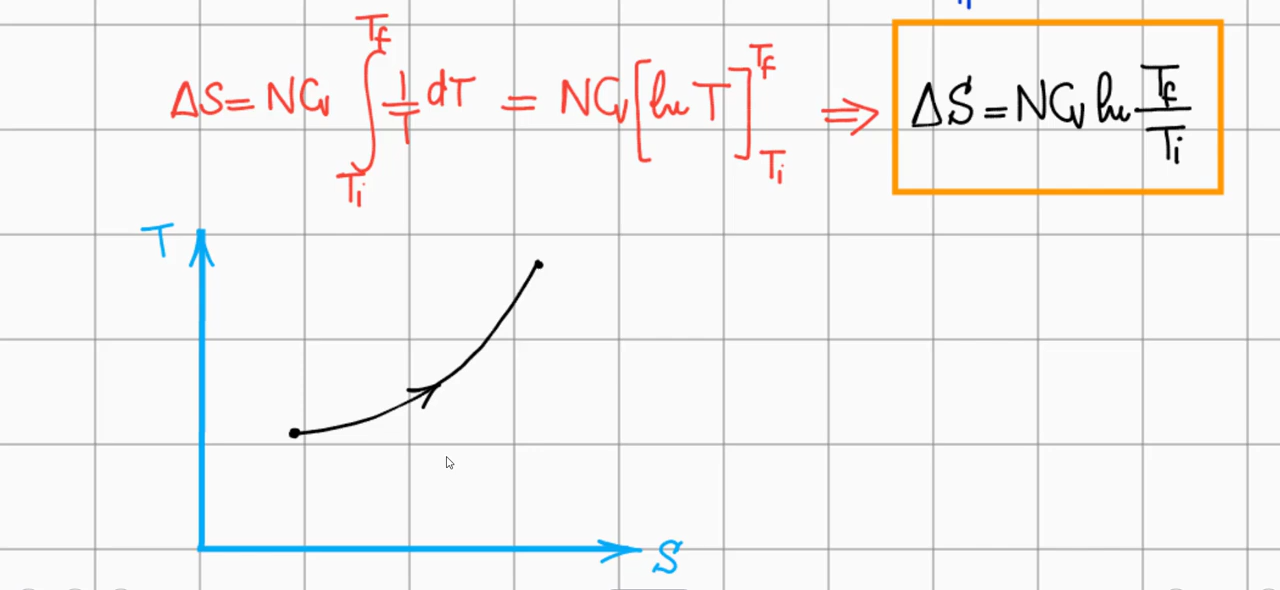 ΔS = NCv ∫_{Ti}^{Tf} 1/T dT = NCv [ln T]_{Ti}^{Tf} ⇒ ΔS = NCv ln Tf/Ti
T
S